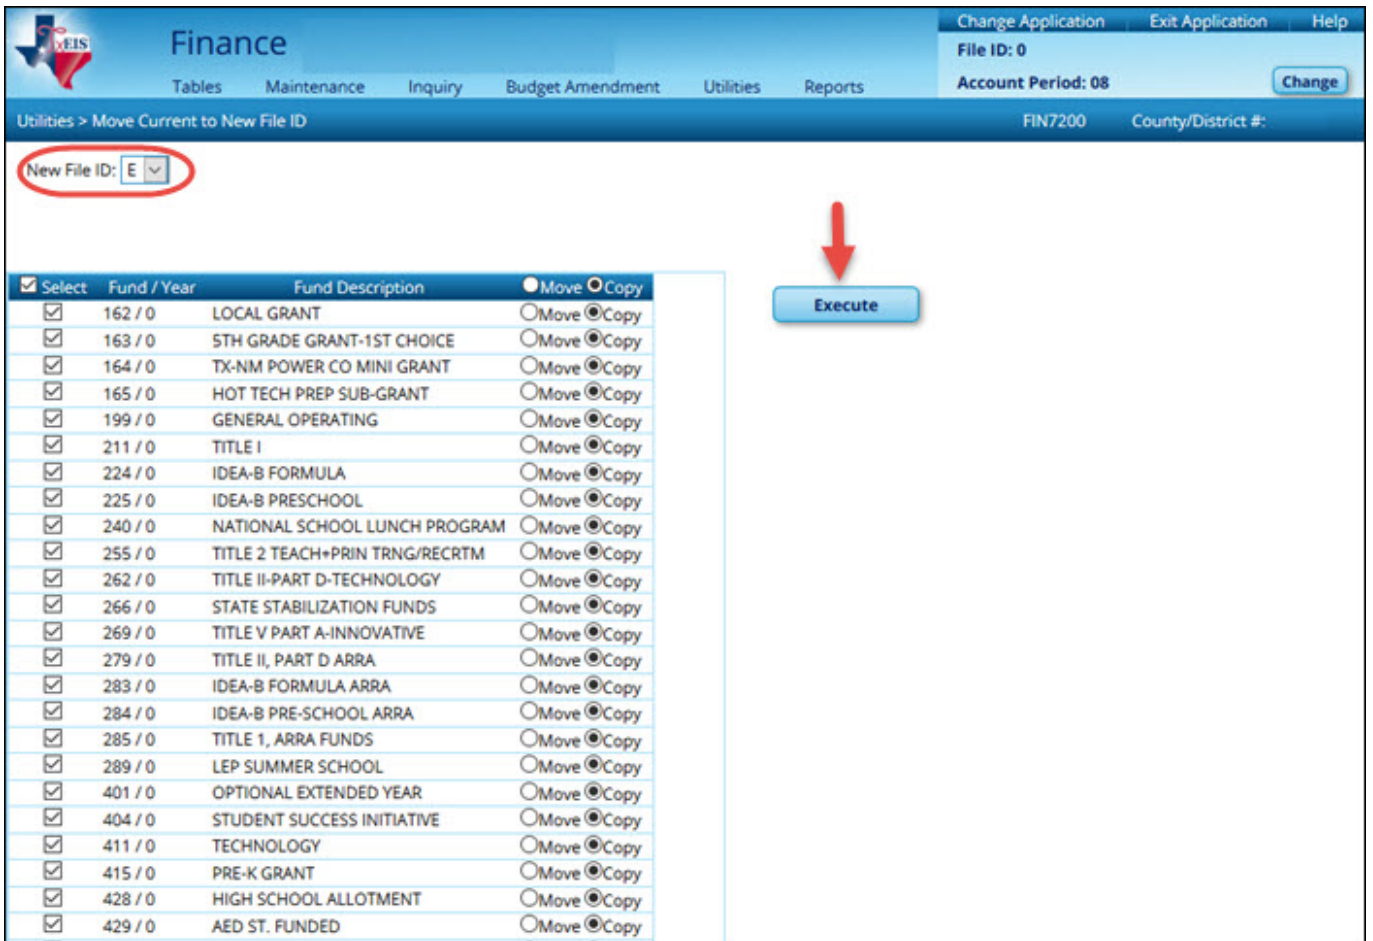 TxEIS
Finance
Change Application Exit Application Help
File ID: 0
Account Period: 08 Change
Tables Maintenance Inquiry Budget Amendment Utilities Reports
Utilities > Move Current to New File ID FIN7200 County/District #:
New File ID: E
Execute
Select Fund / Year Fund Description Move Copy
162 / 0 LOCAL GRANT Move Copy
163 / 0 5TH GRADE GRANT-1ST CHOICE Move Copy
164 / 0 TX-NM POWER CO MINI GRANT Move Copy
165 / 0 HOT TECH PREP SUB-GRANT Move Copy
199 / 0 GENERAL OPERATING Move Copy
211 / 0 TITLE I Move Copy
224 / 0 IDEA-B FORMULA Move Copy
225 / 0 IDEA-B PRESCHOOL Move Copy
240 / 0 NATIONAL SCHOOL LUNCH PROGRAM Move Copy
255 / 0 TITLE 2 TEACH+PRIN TRNG/RECRTM Move Copy
262 / 0 TITLE II-PART D-TECHNOLOGY Move Copy
266 / 0 STATE STABILIZATION FUNDS Move Copy
269 / 0 TITLE V PART A-INNOVATIVE Move Copy
279 / 0 TITLE II, PART D ARRA Move Copy
283 / 0 IDEA-B FORMULA ARRA Move Copy
284 / 0 IDEA-B PRE-SCHOOL ARRA Move Copy
285 / 0 TITLE 1, ARRA FUNDS Move Copy
289 / 0 LEP SUMMER SCHOOL Move Copy
401 / 0 OPTIONAL EXTENDED YEAR Move Copy
404 / 0 STUDENT SUCCESS INITIATIVE Move Copy
411 / 0 TECHNOLOGY Move Copy
415 / 0 PRE-K GRANT Move Copy
428 / 0 HIGH SCHOOL ALLOTMENT Move Copy
429 / 0 AED ST. FUNDED Move Copy